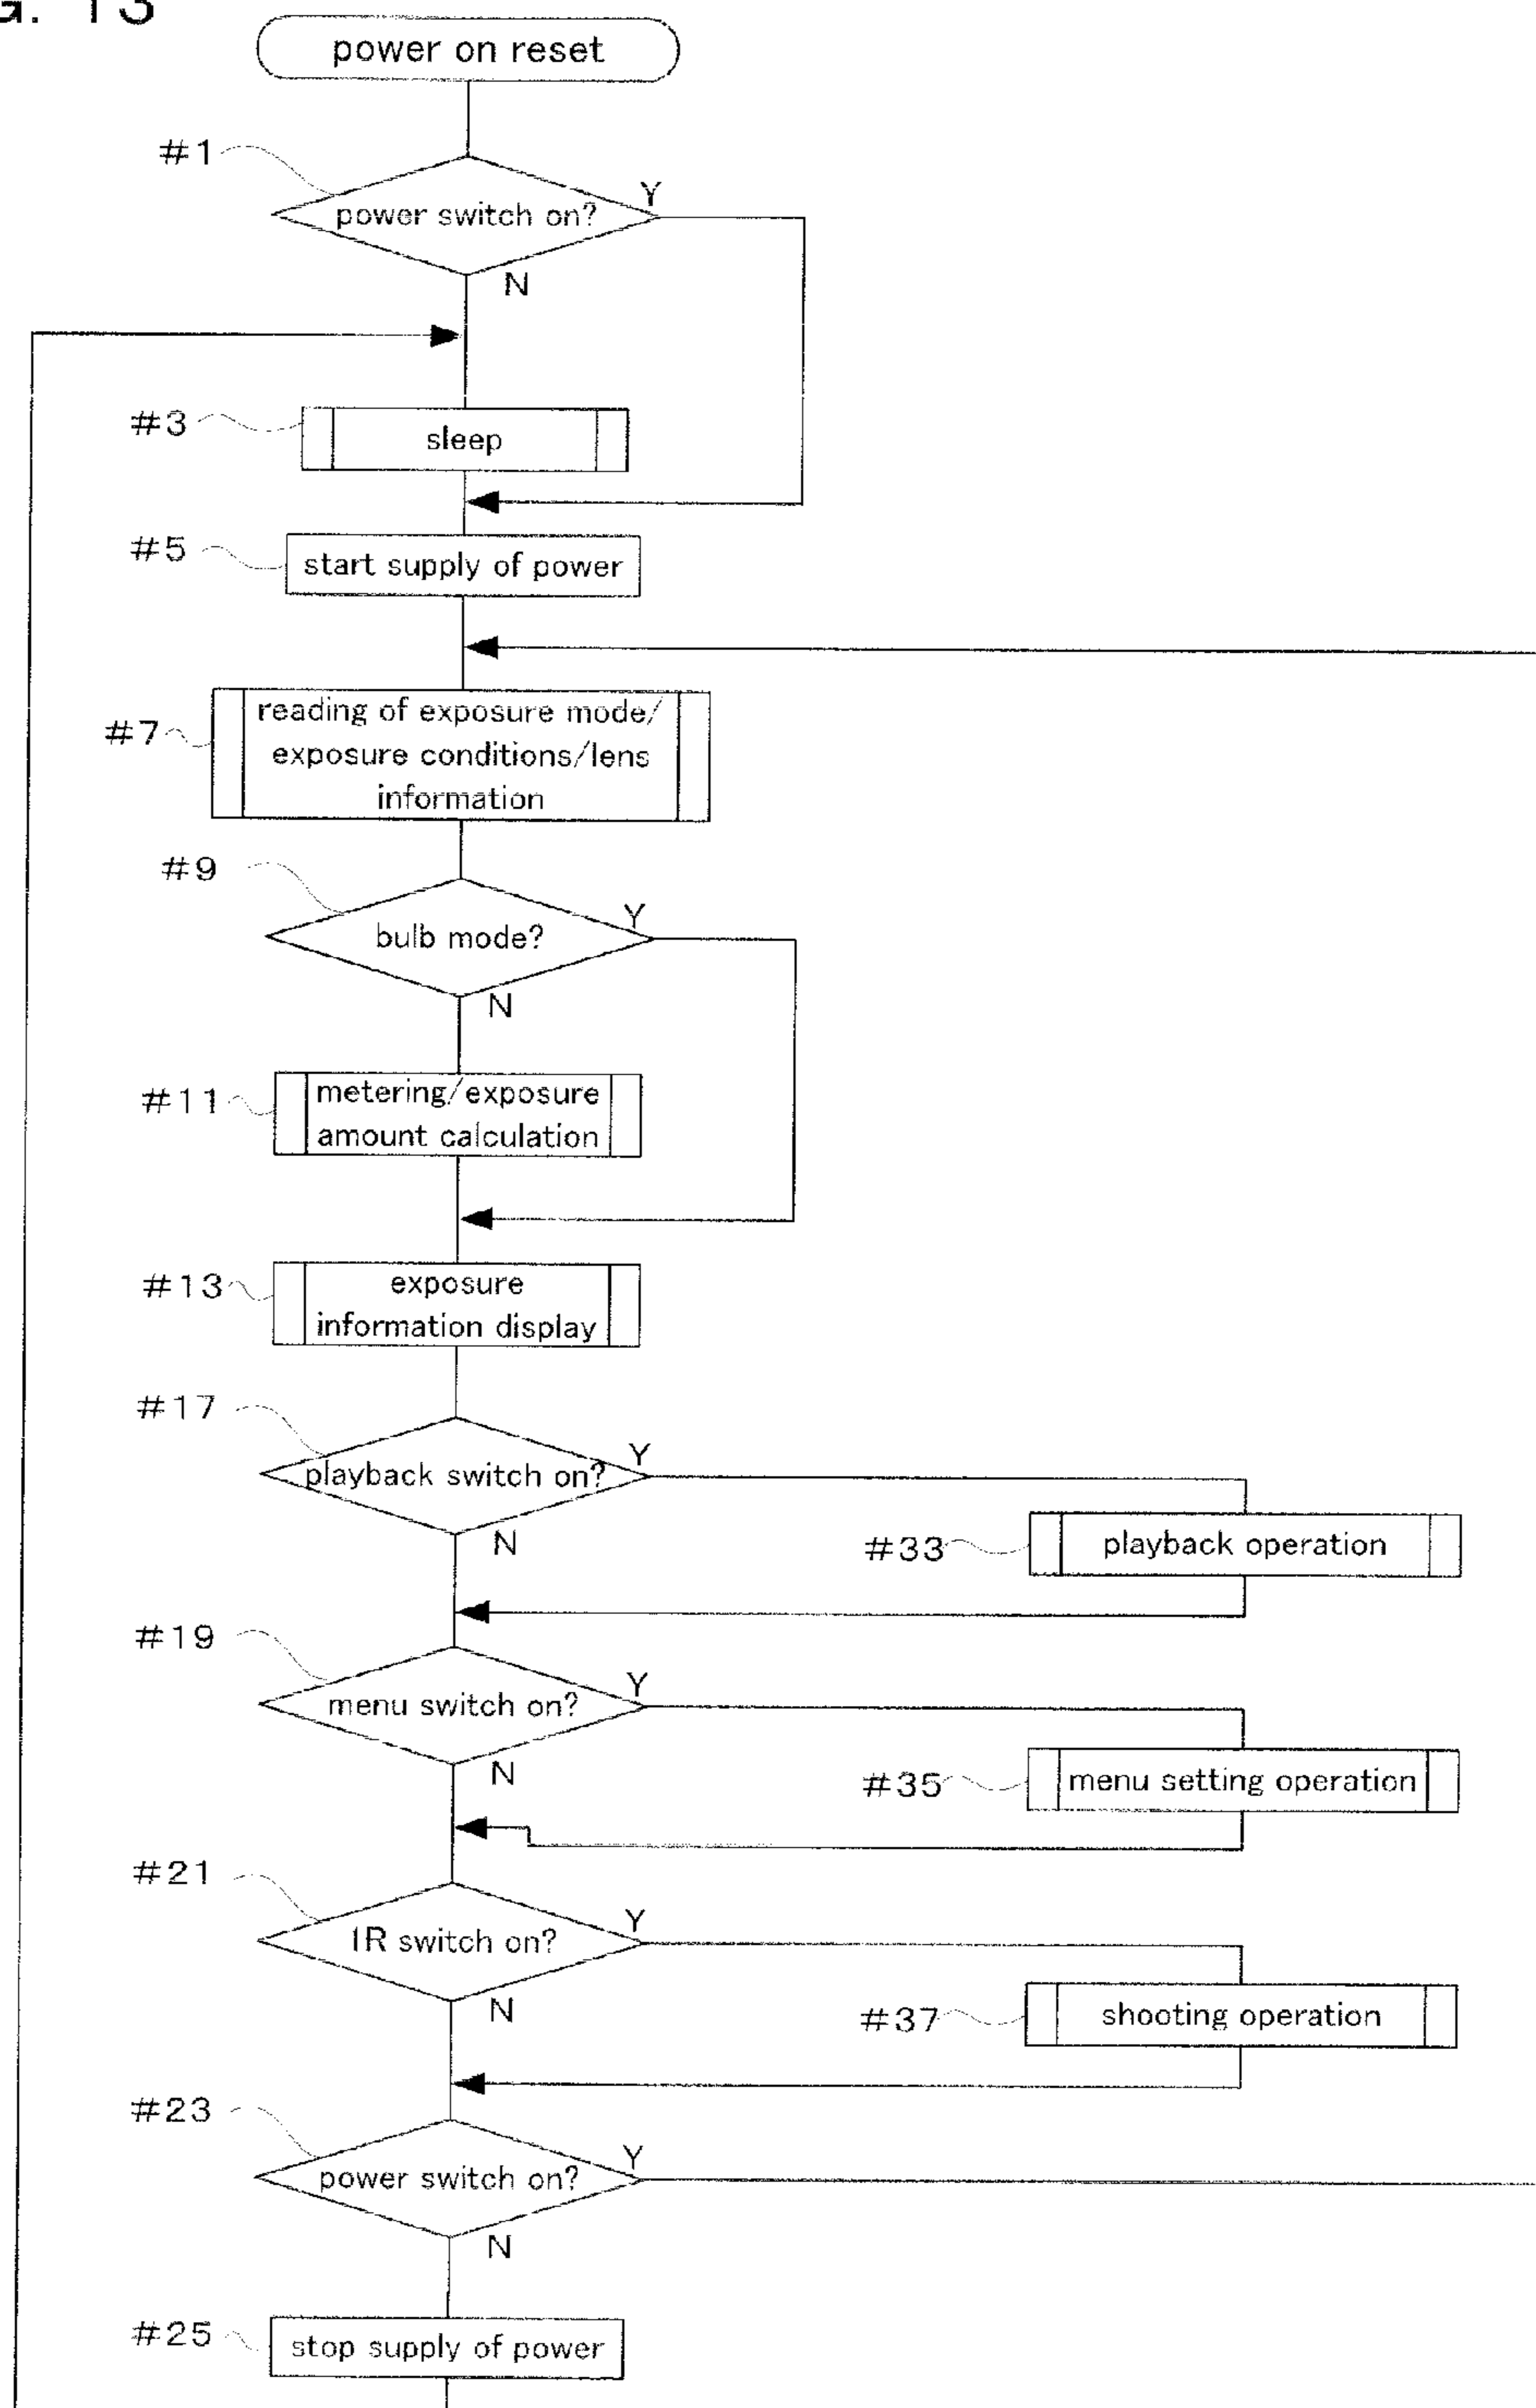 G. 13
power on reset
#1
power switch on?
Y
N
#3
sleep
#5
start supply of power
#7
reading of exposure mode/
exposure conditions/lens
information
#9
bulb mode?
Y
N
#11
metering/exposure
amount calculation
#13
exposure
information display
#17
playback switch on?
Y
N
#33
playback operation
#19
menu switch on?
Y
N
#35
menu setting operation
#21
1R switch on?
Y
N
#37
shooting operation
#23
power switch on?
Y
N
#25
stop supply of power